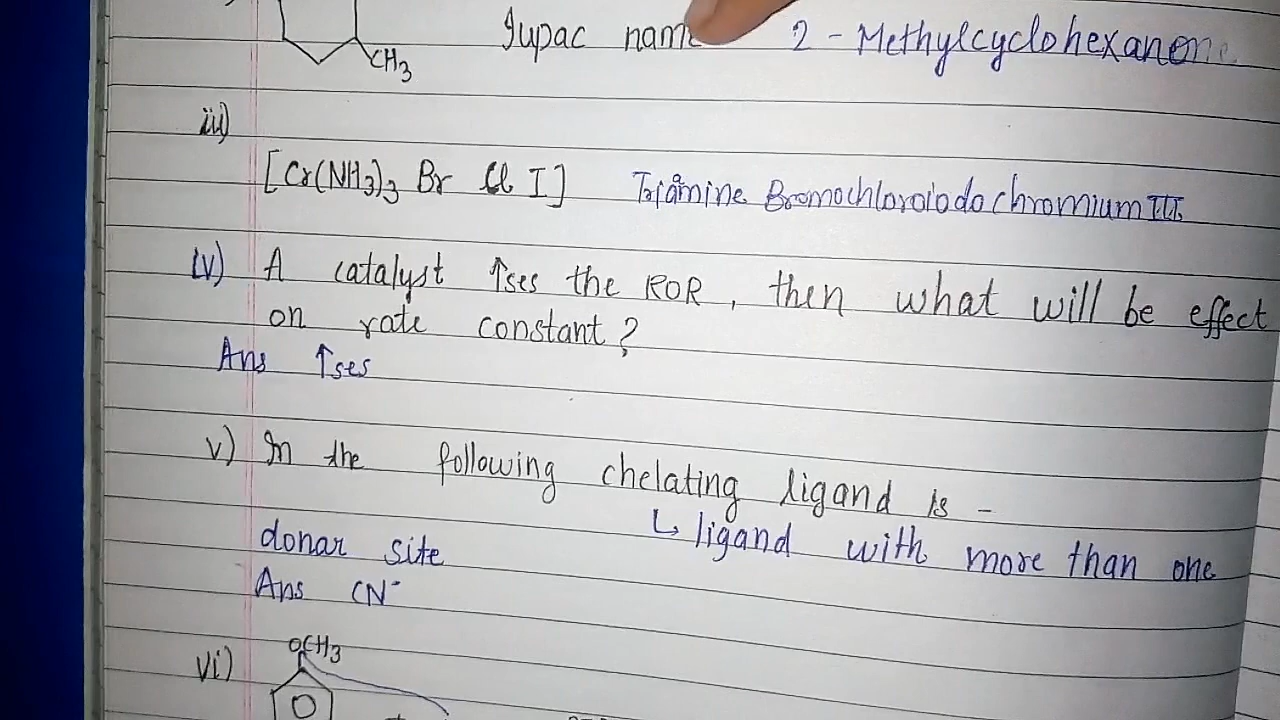 CH3 Iupac name 2 - Methylcyclohexanone
iii)
[Cr(NH3)3 Br Cl I] Triamine Bromochloroiodochromium III
iv) A catalyst ↑ses the ROR, then what will be effect
on rate constant?
Ans ↑ses
v) In the following chelating ligand is -
↳ ligand with more than one
donar site
Ans CN-
vi) OCH3